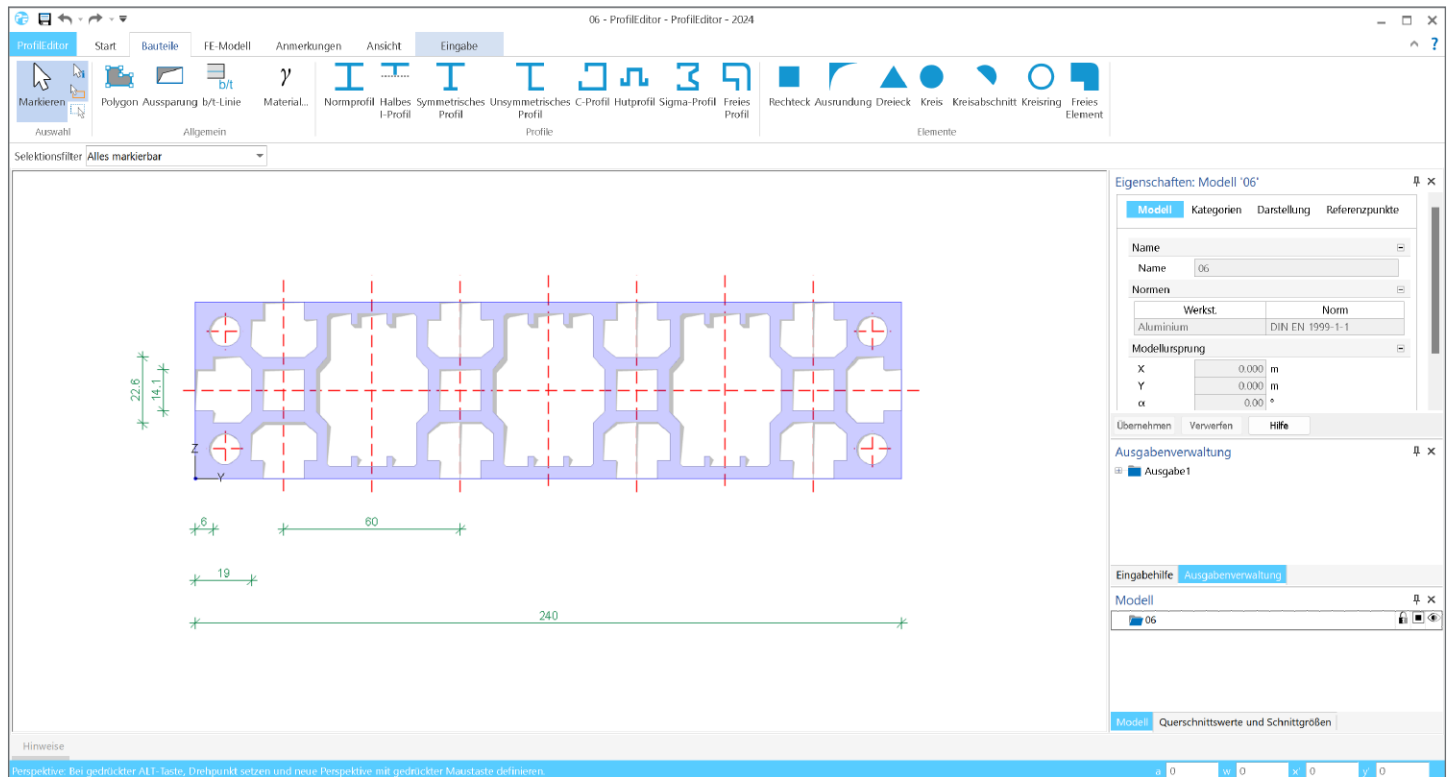 06 - ProfilEditor - ProfilEditor - 2024
ProfilEditor Start Bauteile FE-Modell Anmerkungen Ansicht Eingabe
?
b/t γ
Markieren Polygon Aussparung b/t-Linie Material... Normprofil Halbes I-Profil Symmetrisches Profil Unsymmetrisches Profil C-Profil Hutprofil Sigma-Profil Freies Profil Rechteck Ausrundung Dreieck Kreis Kreisabschnitt Kreisring Freies Element
Auswahl Allgemein Profile Elemente
Selektionsfilter Alles markierbar
22.6
14.1
Z
Y
6
60
19
240
Eigenschaften: Modell '06'
Modell Kategorien Darstellung Referenzpunkte
Name
Name 06
Normen
Werkst. Norm
Aluminium DIN EN 1999-1-1
Modellursprung
X 0.000 m
Y 0.000 m
α 0.00 °
Übernehmen Verwerfen Hilfe
Ausgabenverwaltung
Ausgabe1
Eingabehilfe Ausgabenverwaltung
Modell
06
Modell Querschnittswerte und Schnittgrößen
Hinweise
Perspektive: Bei gedrückter ALT-Taste, Drehpunkt setzen und neue Perspektive mit gedrückter Maustaste definieren.
a 0 w 0 x' 0 y' 0